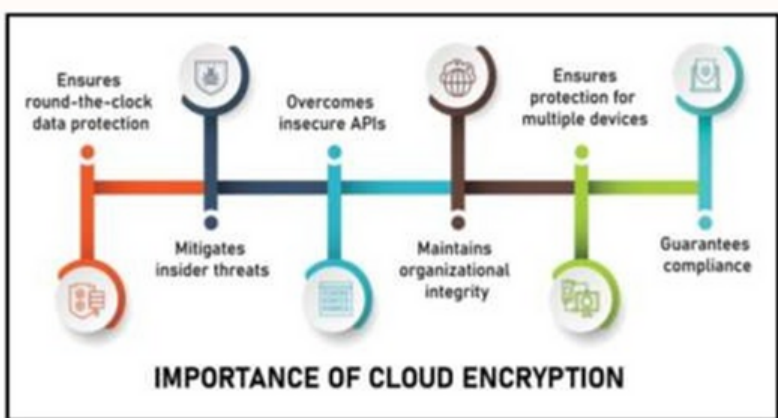 Ensures
round-the-clock
data protection
Mitigates
insider threats
Overcomes
insecure APIs
Maintains
organizational
integrity
Ensures
protection for
multiple devices
Guarantees
compliance
IMPORTANCE OF CLOUD ENCRYPTION